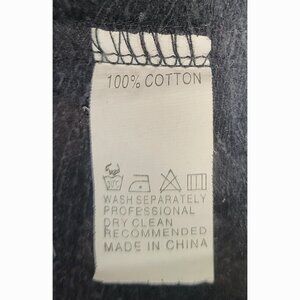 100% COTTON
WASH SEPARATELY
PROFESSIONAL
DRY CLEAN
RECOMMENDED
MADE IN CHINA